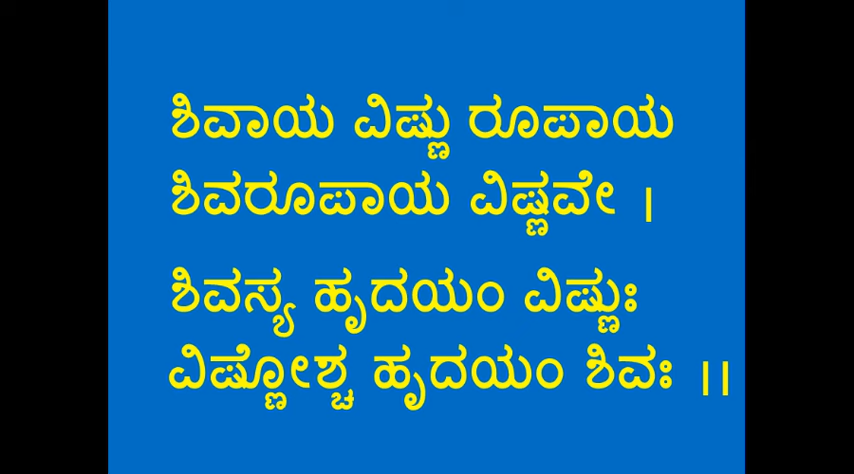 ಶಿವಾಯ ವಿಷ್ಣು ರೂಪಾಯ
ಶಿವರೂಪಾಯ ವಿಷ್ಣವೇ ।
ಶಿವಸ್ಯ ಹೃದಯಂ ವಿಷ್ಣುಃ
ವಿಷ್ಣೋಶ್ಚ ಹೃದಯಂ ಶಿವಃ ।।